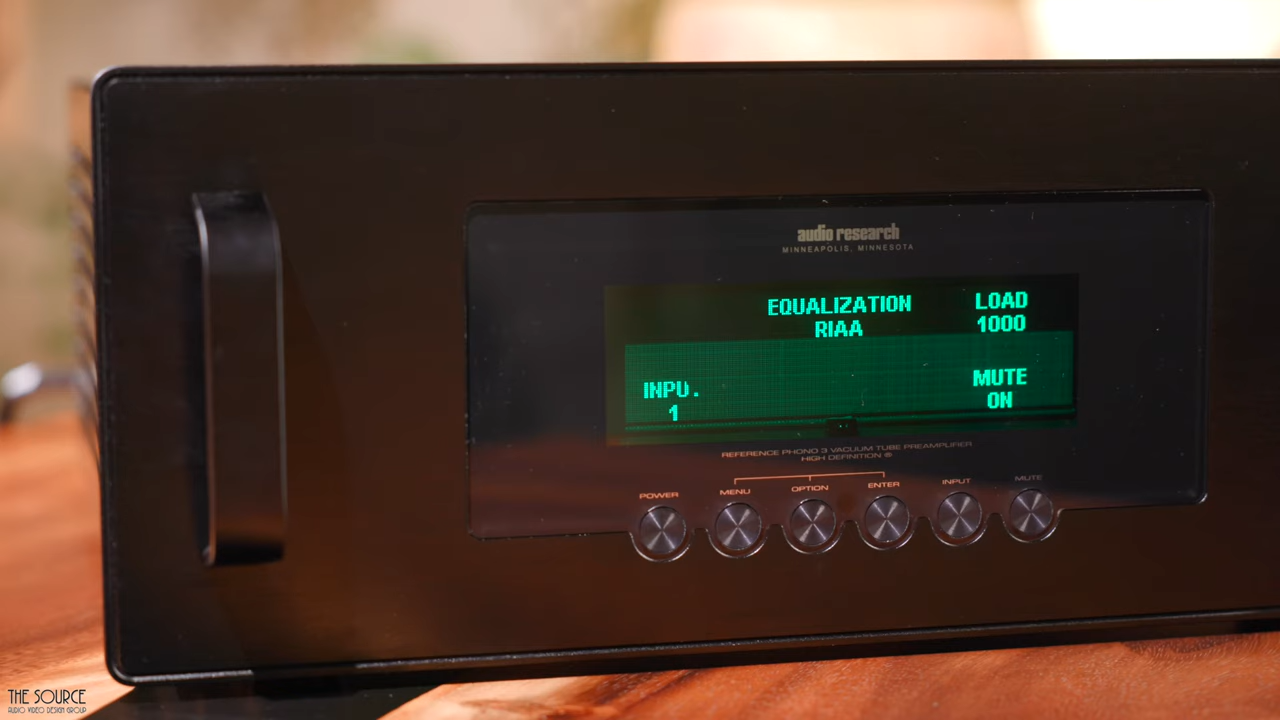 audio research
MINNEAPOLIS, MINNESOTA
EQUALIZATION
RIAA
LOAD
1000
INPU.
1
MUTE
ON
REFERENCE PHONO 3 VACUUM TUBE PREAMPLIFIER
HIGH DEFINITION ®
POWER MENU OPTION ENTER INPUT MUTE
THE SOURCE
AUDIO VIDEO DESIGN GROUP